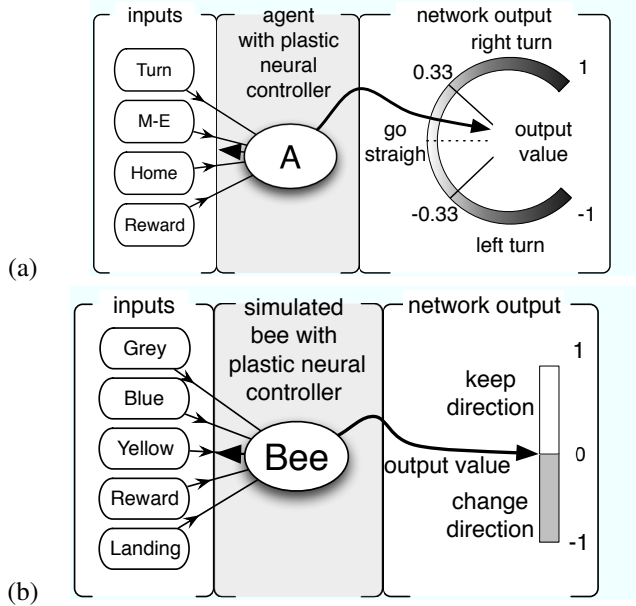 inputs
agent
with plastic
neural
controller
network output
right turn
Turn
M-E
Home
Reward
A
0.33
1
go
straigh
output
value
-0.33
-1
left turn
(a)
inputs
simulated
bee with
plastic neural
controller
network output
Grey
Blue
Yellow
Reward
Landing
Bee
output value
1
keep
direction
0
change
direction
-1
(b)